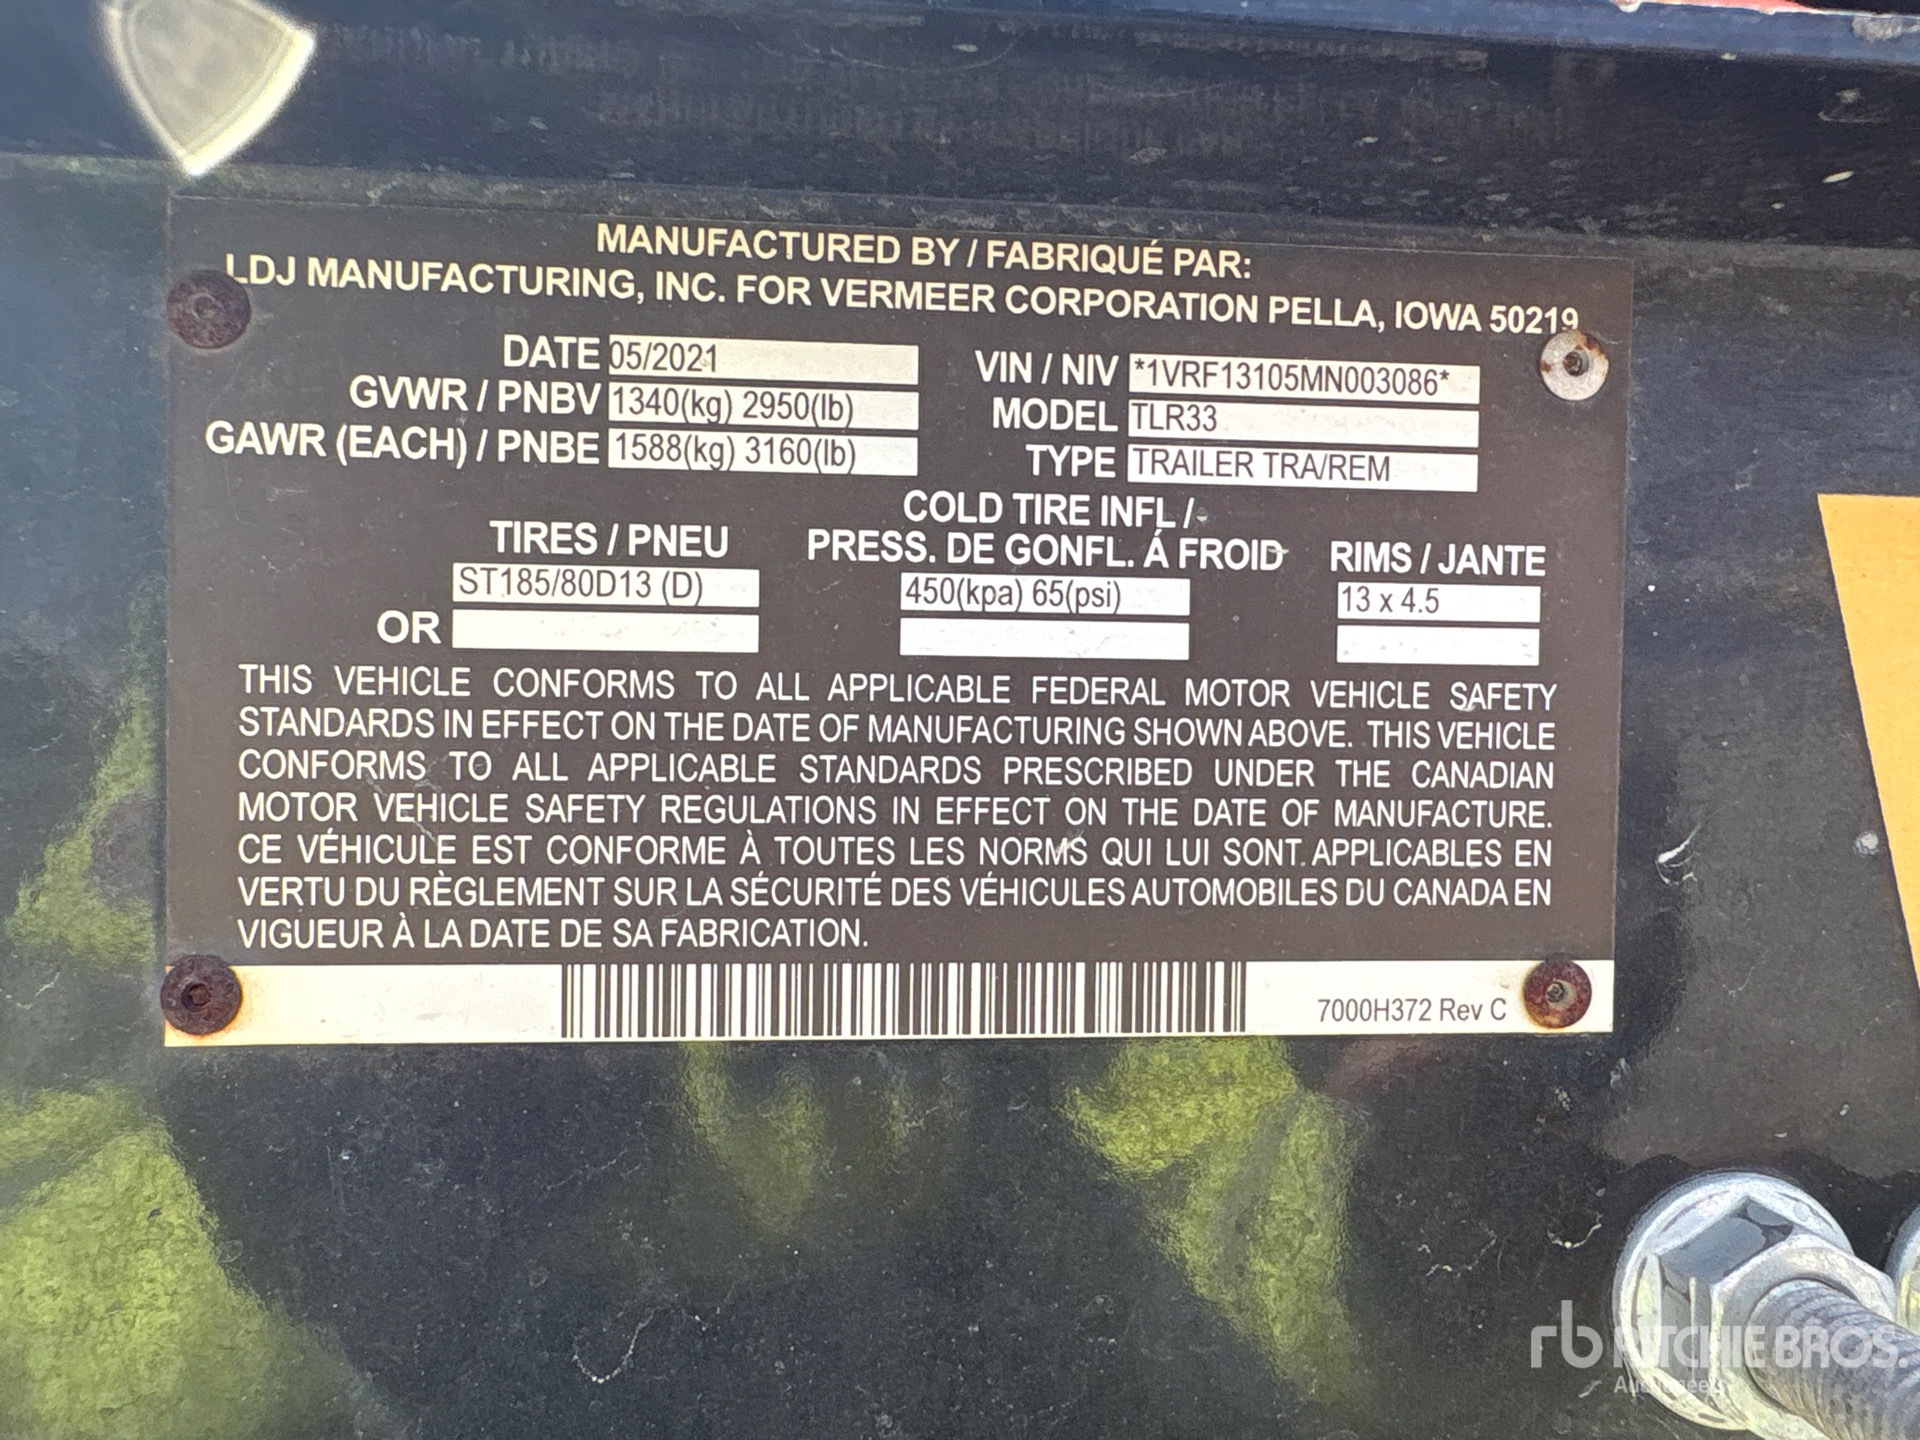 MANUFACTURED BY / FABRIQUÉ PAR:
LDJ MANUFACTURING, INC. FOR VERMEER CORPORATION PELLA, IOWA 50219
DATE 05/2021
GVWR / PNBV 1340(kg) 2950(lb)
GAWR (EACH) / PNBE 1588(kg) 3160(lb)
VIN / NIV *1VRF13105MN003086*
MODEL TLR33
TYPE TRAILER TRA/REM
TIRES / PNEU
COLD TIRE INFL /
PRESS. DE GONFL. Á FROID
RIMS / JANTE
ST185/80D13 (D) 450(kpa) 65(psi) 13 x 4.5
OR
THIS VEHICLE CONFORMS TO ALL APPLICABLE FEDERAL MOTOR VEHICLE SAFETY
STANDARDS IN EFFECT ON THE DATE OF MANUFACTURING SHOWN ABOVE. THIS VEHICLE
CONFORMS TO ALL APPLICABLE STANDARDS PRESCRIBED UNDER THE CANADIAN
MOTOR VEHICLE SAFETY REGULATIONS IN EFFECT ON THE DATE OF MANUFACTURE.
CE VÉHICULE EST CONFORME À TOUTES LES NORMS QUI LUI SONT APPLICABLES EN
VERTU DU RÈGLEMENT SUR LA SÉCURITÉ DES VÉHICULES AUTOMOBILES DU CANADA EN
VIGUEUR À LA DATE DE SA FABRICATION.
7000H372 Rev C
rb RITCHIE BROS.
Auctioneers